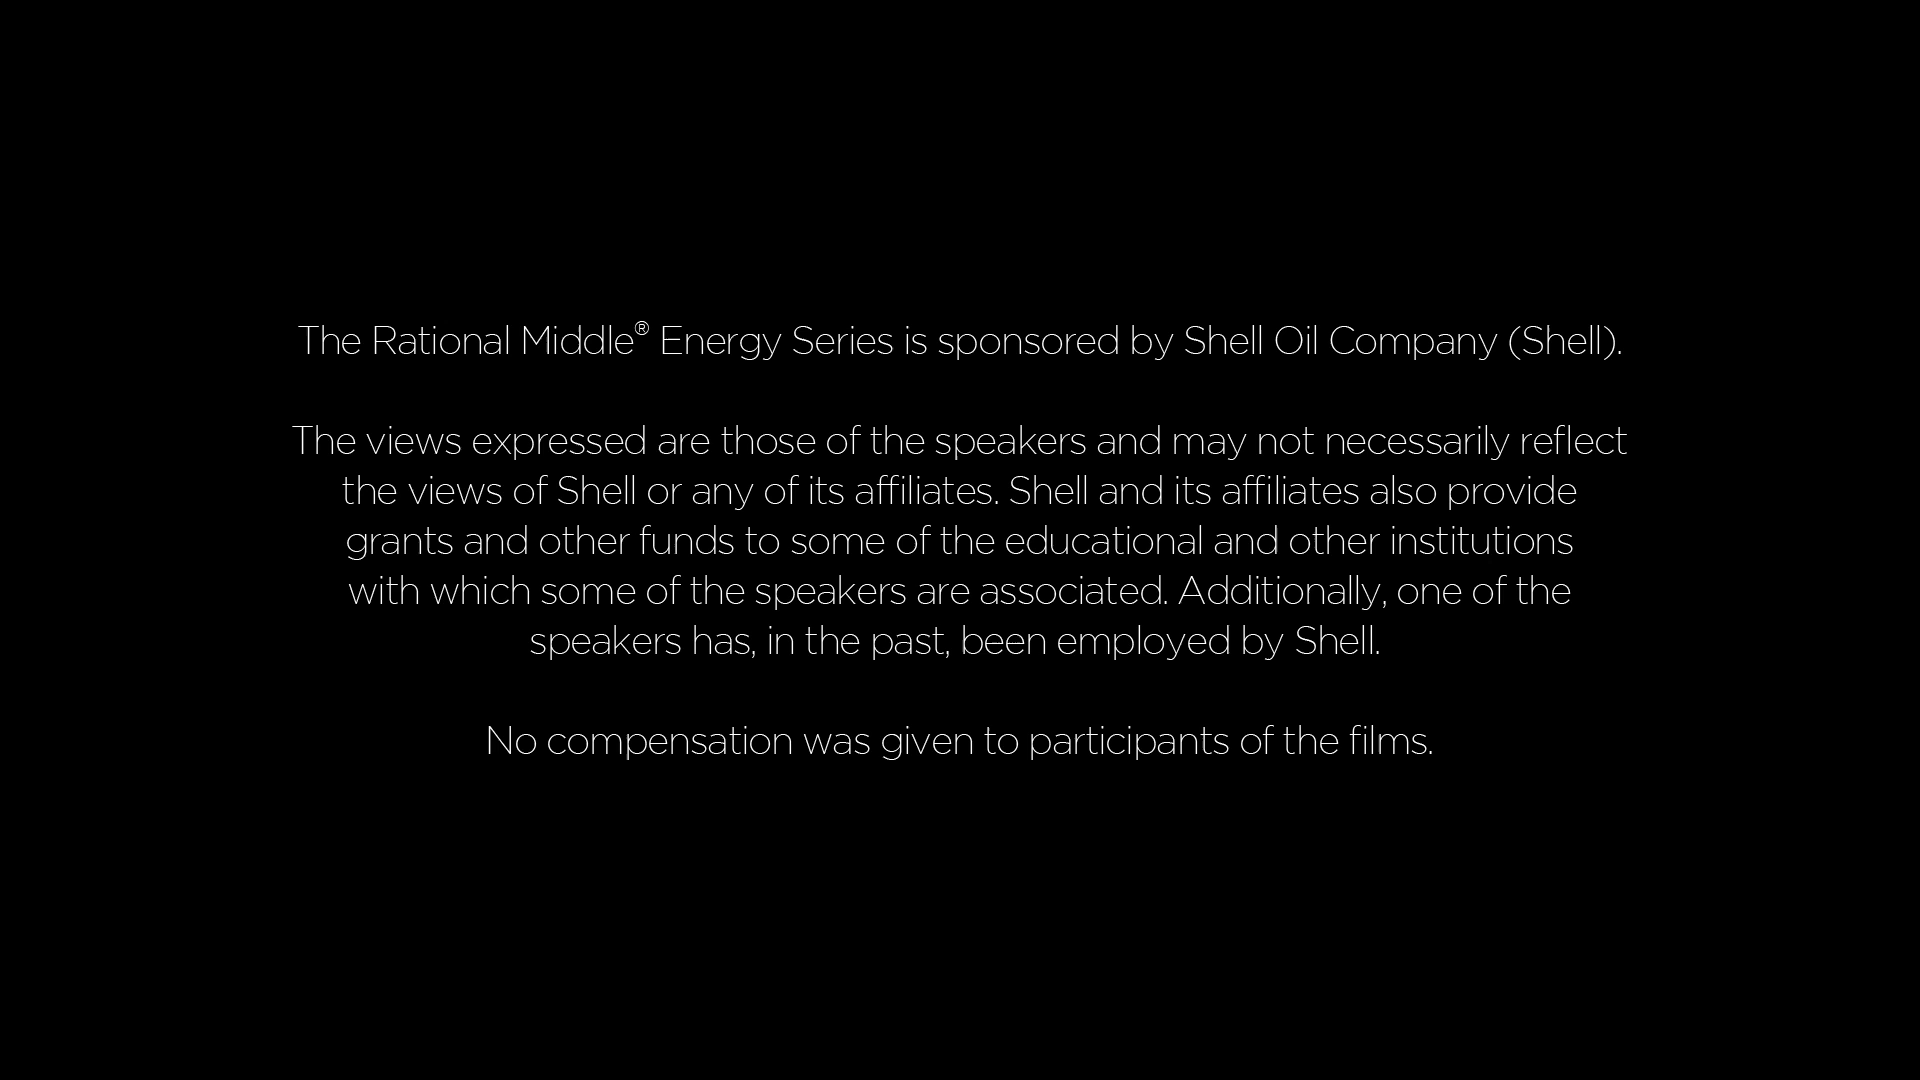 The Rational Middle® Energy Series is sponsored by Shell Oil Company (Shell).
The views expressed are those of the speakers and may not necessarily reflect
the views of Shell or any of its affiliates. Shell and its affiliates also provide
grants and other funds to some of the educational and other institutions
with which some of the speakers are associated. Additionally, one of the
speakers has, in the past, been employed by Shell.
No compensation was given to participants of the films.